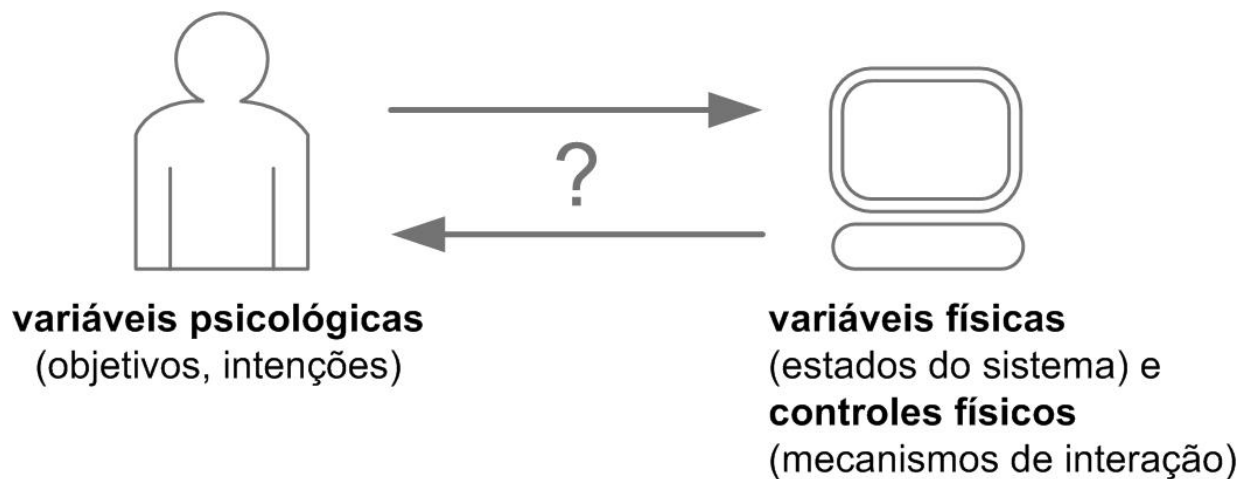 ?
variáveis psicológicas
(objetivos, intenções)
variáveis físicas
(estados do sistema) e
controles físicos
(mecanismos de interação)